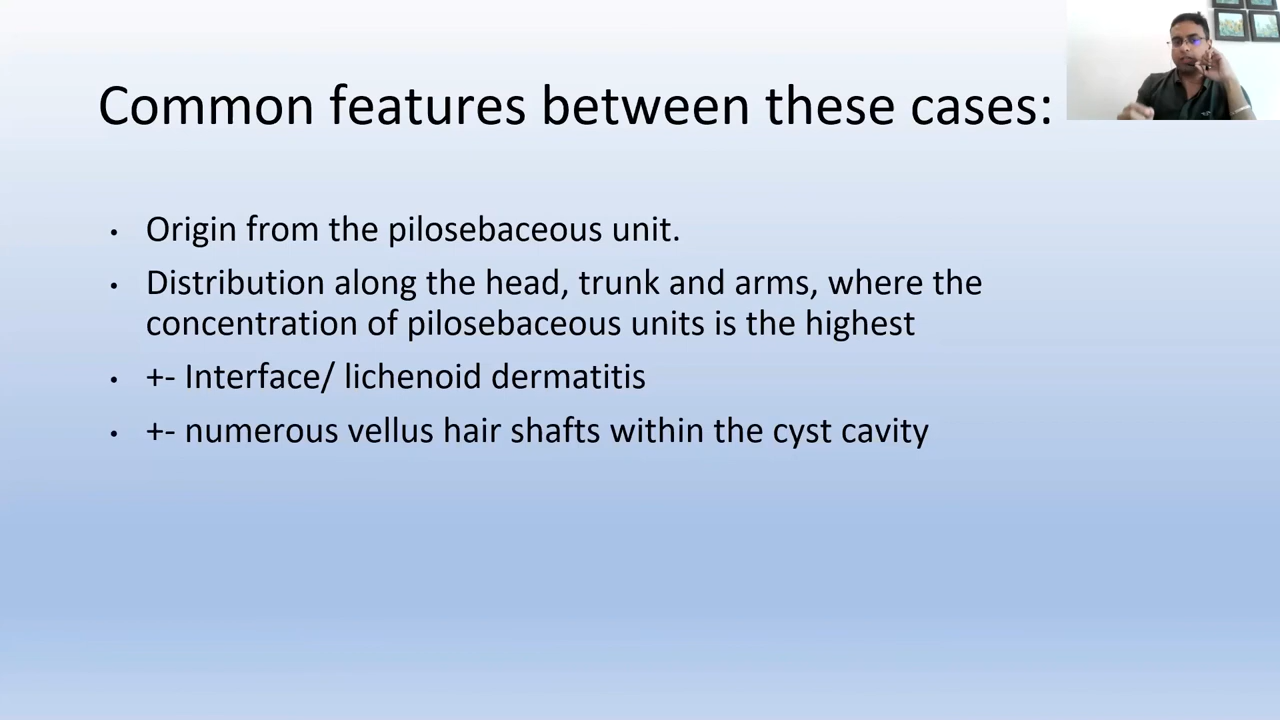 Common features between these cases:
• Origin from the pilosebaceous unit.
• Distribution along the head, trunk and arms, where the
concentration of pilosebaceous units is the highest
• +- Interface/ lichenoid dermatitis
• +- numerous vellus hair shafts within the cyst cavity